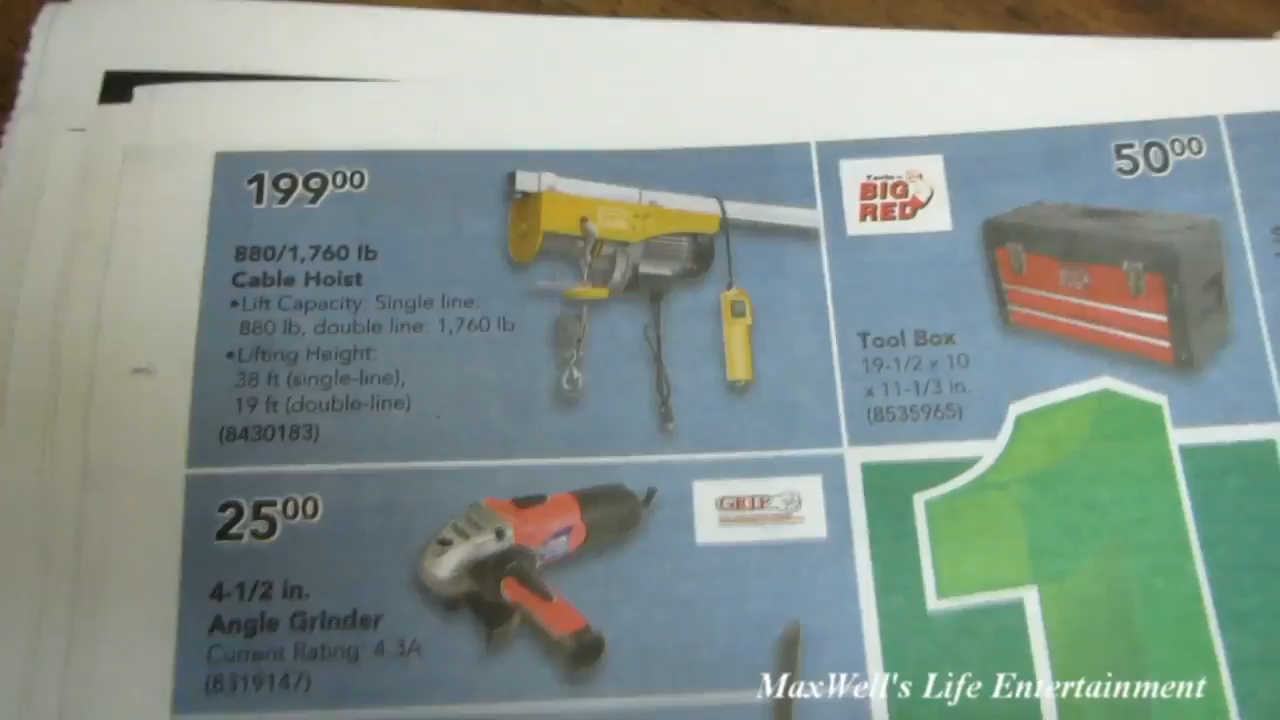 199⁰⁰
880/1,760 lb
Cable Hoist
•Lift Capacity: Single line:
880 lb, double line: 1,760 lb
•Lifting Height:
38 ft (single-line),
19 ft (double-line)
(8430183)
BIG
RED
50⁰⁰
Tool Box
19-1/2 x 10
x 11-1/3 in.
(8535965)
25⁰⁰
GRIP
4-1/2 in.
Angle Grinder
Current Rating 4.3A
(8319147)
1
MaxWell's Life Entertainment